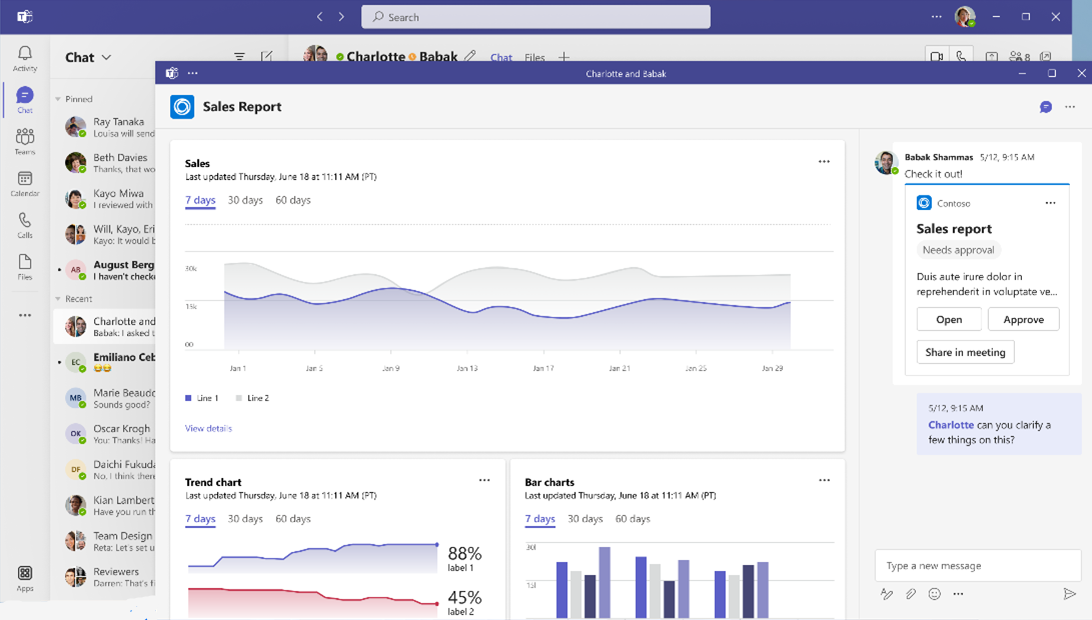 Search
Activity
Chat
Teams
Calendar
Calls
Files
Apps
Chat
Pinned
Ray Tanaka
Louisa will send
Beth Davies
Thanks, that wo
Kayo Miwa
I reviewed with
Will, Kayo, Eri
Kayo: It would b
AB
August Berg
I haven't checke
Recent
Charlotte and
Babak: I asked b
EC
Emiliano Ceb
MB
Marie Beaudo
Sounds good?
OK
Oscar Krogh
You: Thanks! Ha
DF
Daichi Fukuda
No, I think there
Kian Lambert
Have you run th
Team Design
Reta: Let's set u
Reviewers
Darren: That's fi
Charlotte Babak Chat Files 8
Charlotte and Babak
Sales Report
Sales
Last updated Thursday, June 18 at 11:11 AM (PT)
7 days 30 days 60 days
30k
15k
00
Jan 1 Jan 5 Jan 9 Jan 13 Jan 17 Jan 21 Jan 25 Jan 29
Line 1 Line 2
View details
Trend chart
Last updated Thursday, June 18 at 11:11 AM (PT)
7 days 30 days 60 days
88%
label 1
45%
label 2
Bar charts
Last updated Thursday, June 18 at 11:11 AM (PT)
7 days 30 days 60 days
Babak Shammas 5/12, 9:15 AM
Check it out!
Contoso
Sales report
Needs approval
Duis aute irure dolor in
reprehenderit in voluptate ve...
Open Approve
Share in meeting
5/12, 9:15 AM
Charlotte can you clarify a
few things on this?
Type a new message